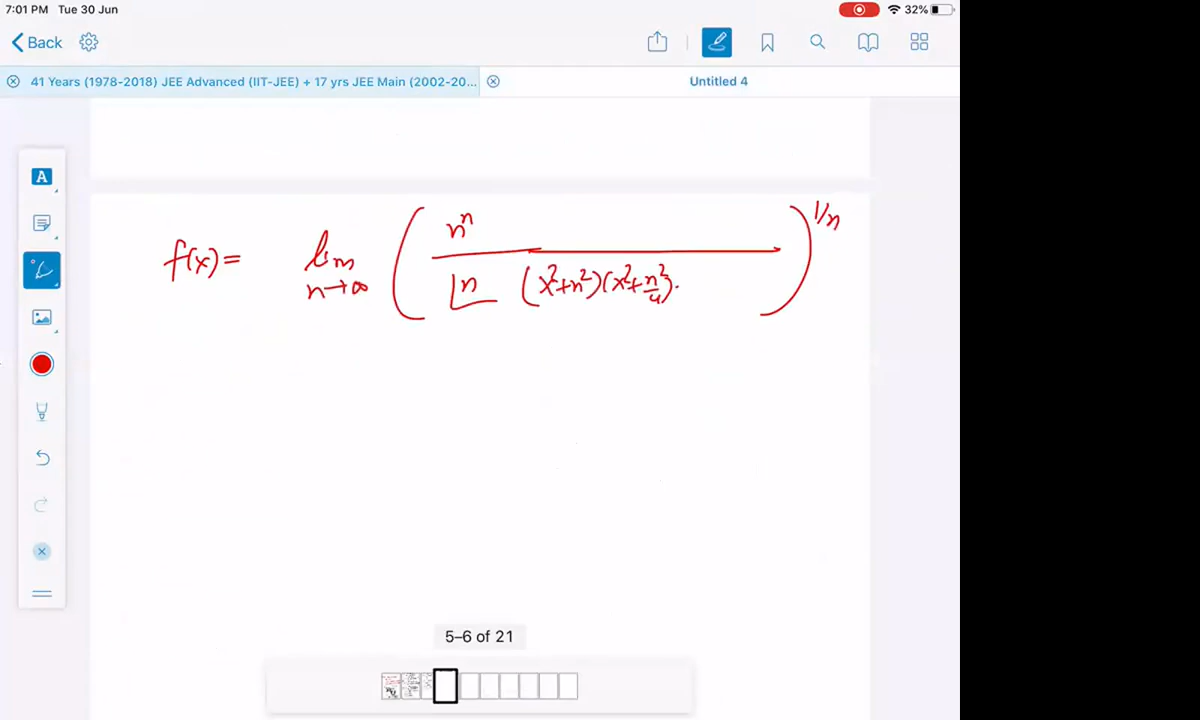 7:01 PM Tue 30 Jun
32%
Back
41 Years (1978-2018) JEE Advanced (IIT-JEE) + 17 yrs JEE Main (2002-20...
Untitled 4
A
f(x)= lim n→∞ ( n^n / ⌊n (x²+n²)(x²+n²/4). )^1/n
5–6 of 21